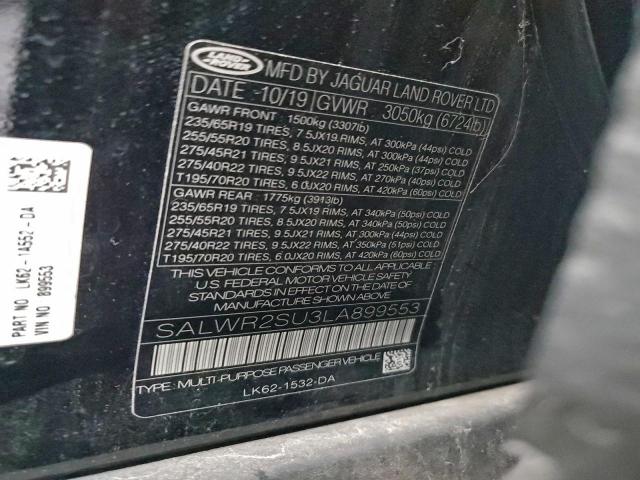 LAND ROVER
MFD BY JAGUAR LAND ROVER LTD
DATE -10/19 GVWR 3050kg (6724lb)
GAWR FRONT : 1500kg (3307lb)
235/65R19 TIRES, 7.5JX19 RIMS, AT 300kPa (44psi) COLD
255/55R20 TIRES, 8.5JX20 RIMS, AT 300kPa (44psi) COLD
275/45R21 TIRES, 9.5JX21 RIMS, AT 250kPa (37psi) COLD
275/40R22 TIRES, 9.5JX22 RIMS, AT 270kPa (40psi) COLD
T195/70R20 TIRES, 6.0JX20 RIMS, AT 420kPa (60psi) COLD
GAWR REAR : 1775kg (3913lb)
235/65R19 TIRES, 7.5JX19 RIMS, AT 340kPa (50psi) COLD
255/55R20 TIRES, 8.5JX20 RIMS, AT 340kPa (50psi) COLD
275/45R21 TIRES, 9.5JX21 RIMS, AT 300kPa (44psi) COLD
275/40R22 TIRES, 9.5JX22 RIMS, AT 350kPa (51psi) COLD
T195/70R20 TIRES, 6.0JX20 RIMS, AT 420kPa (60psi) COLD
THIS VEHICLE CONFORMS TO ALL APPLICABLE
U.S. FEDERAL MOTOR VEHICLE
IN EFFECT ON THE DATE OF
MANUFACTURE SHOWN ABOVE
SALWR2SU3LA899553
TYPE: MULTI-PURPOSE PASSENGER VEHICLE
LK62-1532-DA
PART NO LK62 - 1A552 - DA
VIN NO 899553